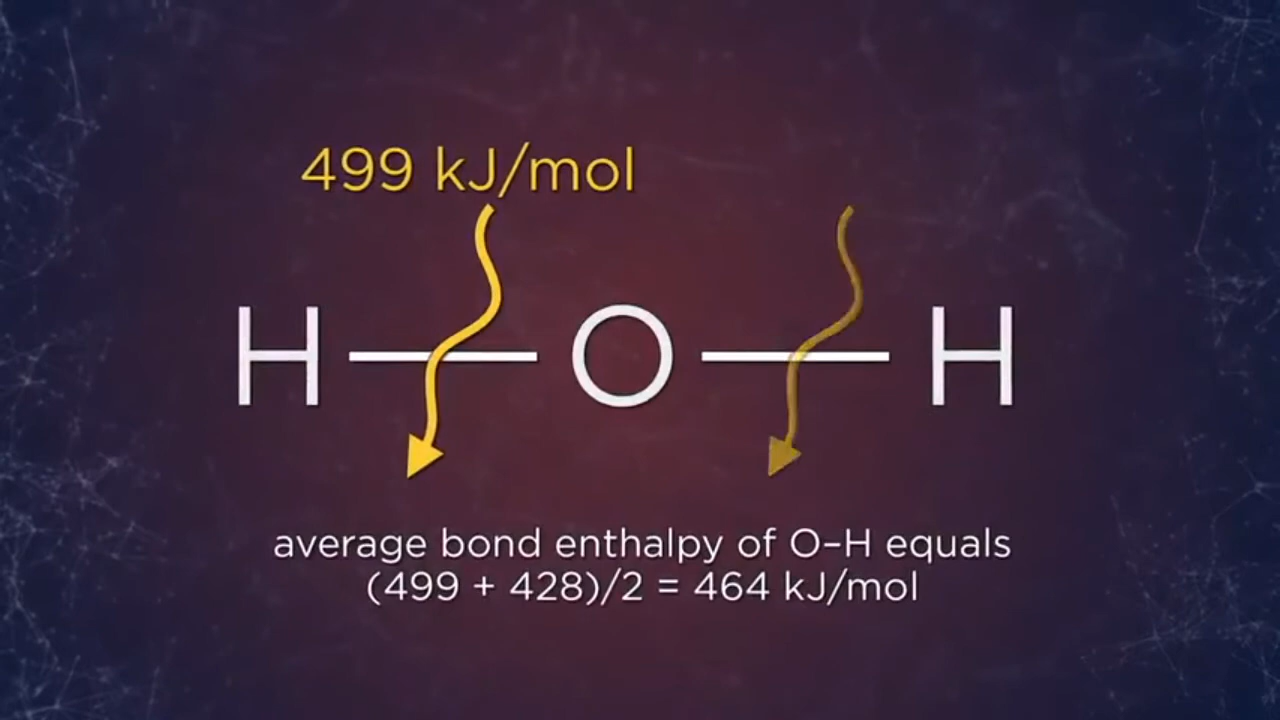 499 kJ/mol
H O H
average bond enthalpy of O–H equals
(499 + 428)/2 = 464 kJ/mol